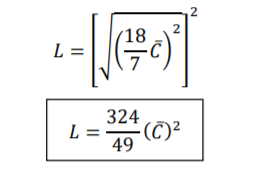 L = [√((18/7 C̄)²)]²
L = 324/49 (C̄)²